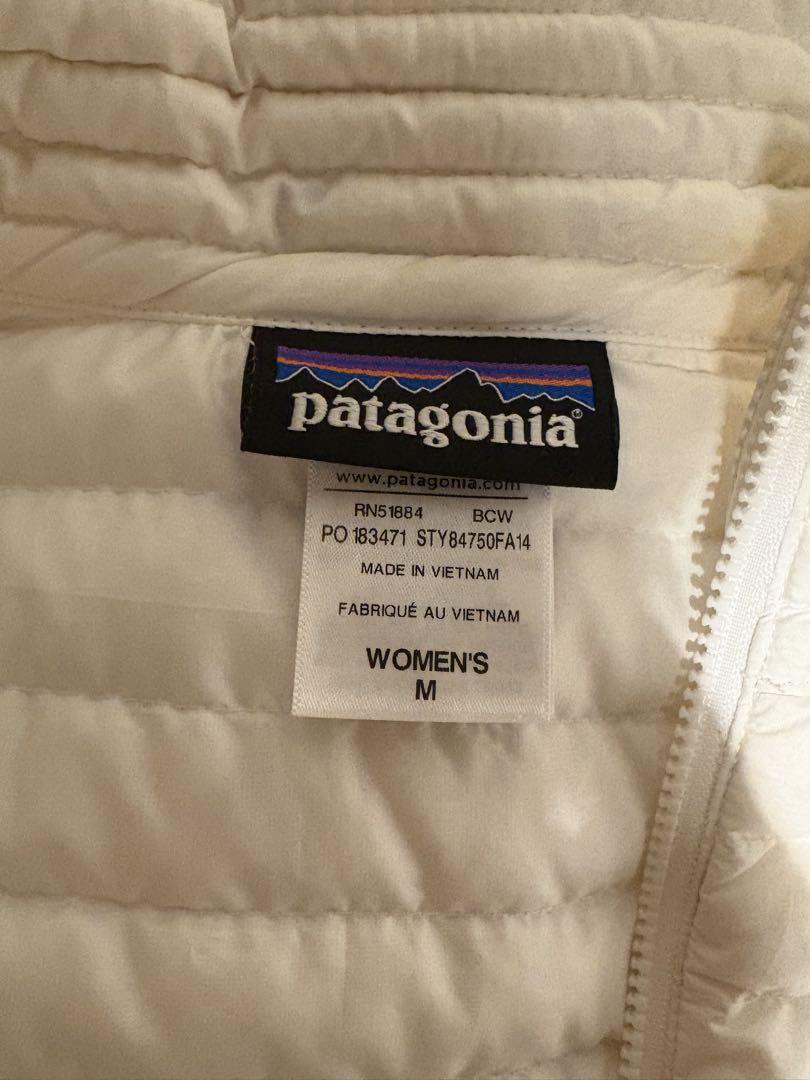 patagonia®
www.patagonia.com
RN51884 BCW
PO 183471 STY84750FA14
MADE IN VIETNAM
FABRIQUÉ AU VIETNAM
WOMEN'S
M